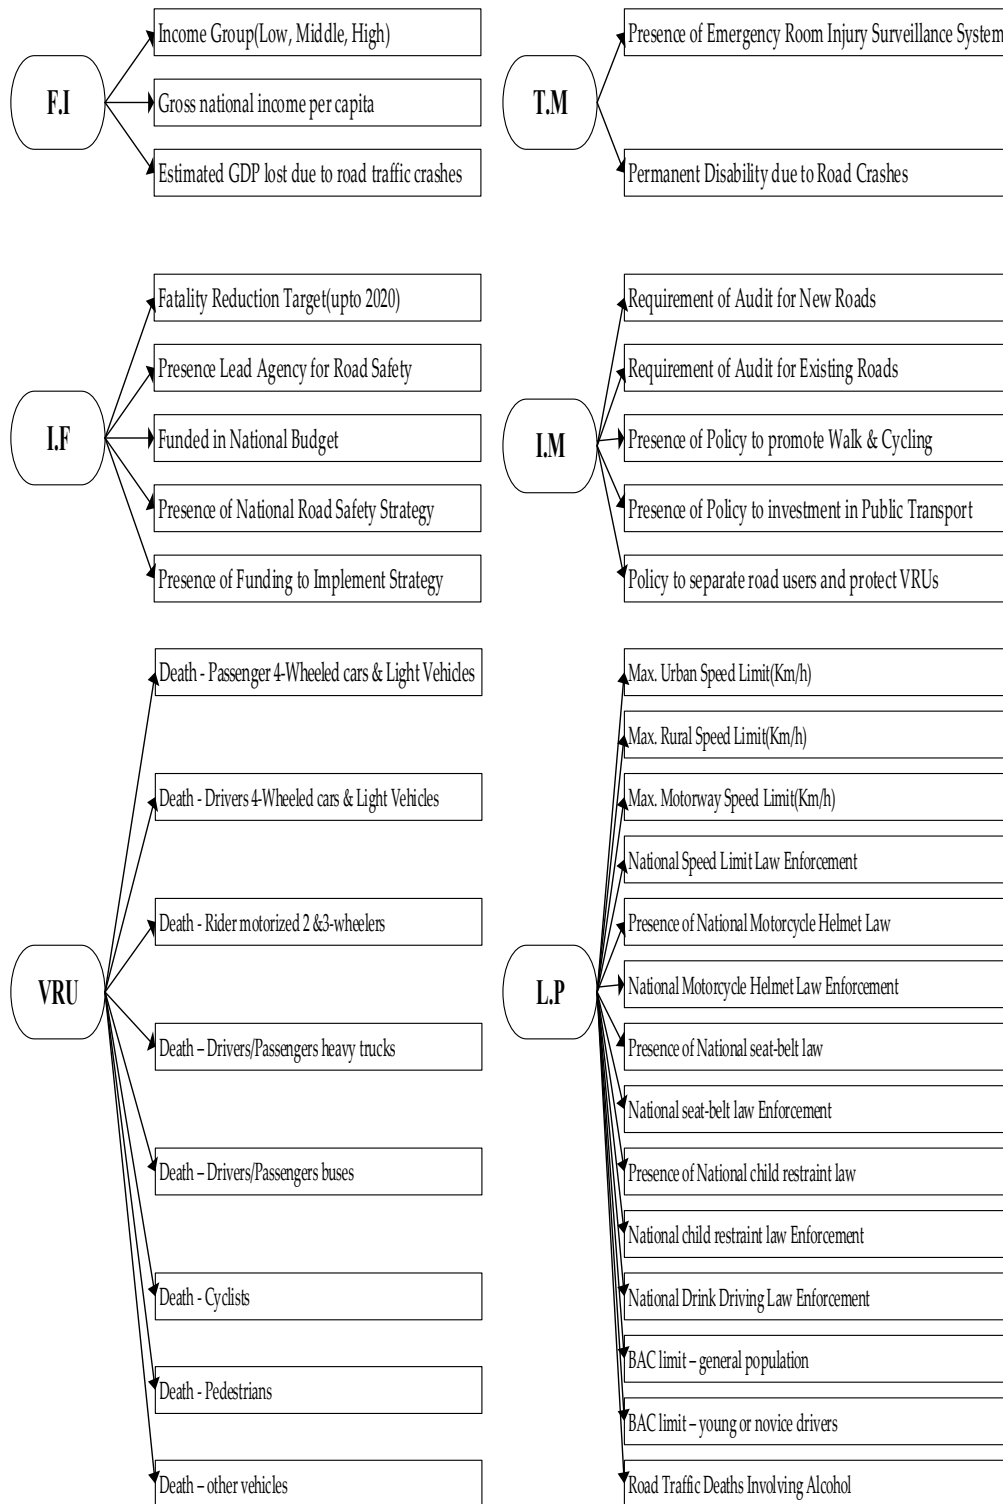 F.I
Income Group(Low, Middle, High)
Gross national income per capita
Estimated GDP lost due to road traffic crashes
T.M
Presence of Emergency Room Injury Surveillance System
Permanent Disability due to Road Crashes
I.F
Fatality Reduction Target(upto 2020)
Presence Lead Agency for Road Safety
Funded in National Budget
Presence of National Road Safety Strategy
Presence of Funding to Implement Strategy
I.M
Requirement of Audit for New Roads
Requirement of Audit for Existing Roads
Presence of Policy to promote Walk & Cycling
Presence of Policy to investment in Public Transport
Policy to separate road users and protect VRUs
VRU
Death - Passenger 4-Wheeled cars & Light Vehicles
Death - Drivers 4-Wheeled cars & Light Vehicles
Death - Rider motorized 2 &3-wheelers
Death – Drivers/Passengers heavy trucks
Death – Drivers/Passengers buses
Death - Cyclists
Death - Pedestrians
Death – other vehicles
L.P
Max. Urban Speed Limit(Km/h)
Max. Rural Speed Limit(Km/h)
Max. Motorway Speed Limit(Km/h)
National Speed Limit Law Enforcement
Presence of National Motorcycle Helmet Law
National Motorcycle Helmet Law Enforcement
Presence of National seat-belt law
National seat-belt law Enforcement
Presence of National child restraint law
National child restraint law Enforcement
National Drink Driving Law Enforcement
BAC limit – general population
BAC limit – young or novice drivers
Road Traffic Deaths Involving Alcohol